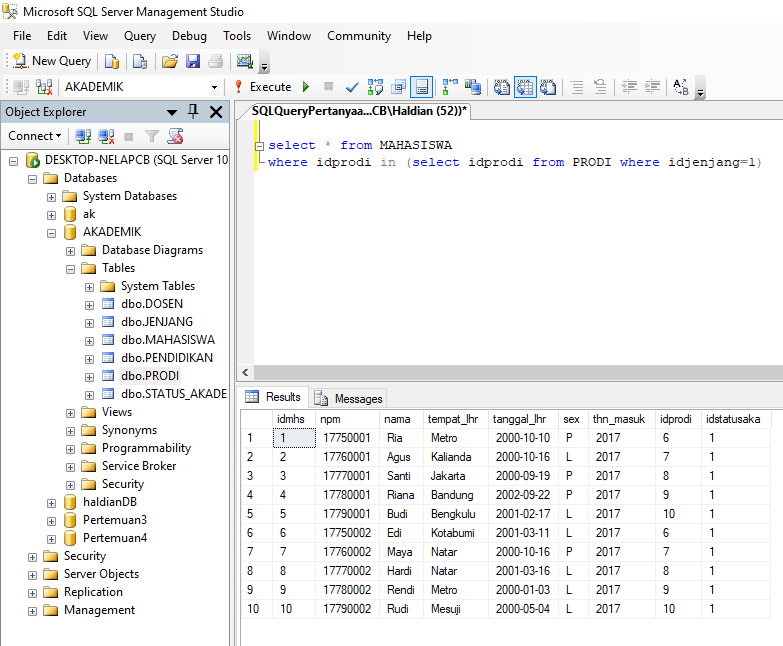 Microsoft SQL Server Management Studio
File Edit View Query Debug Tools Window Community Help
New Query
AKADEMIK Execute
Object Explorer
Connect
DESKTOP-NELAPCB (SQL Server 10
Databases
System Databases
ak
AKADEMIK
Database Diagrams
Tables
System Tables
dbo.DOSEN
dbo.JENJANG
dbo.MAHASISWA
dbo.PENDIDIKAN
dbo.PRODI
dbo.STATUS_AKADE
Views
Synonyms
Programmability
Service Broker
Security
haldianDB
Pertemuan3
Pertemuan4
Security
Server Objects
Replication
Management
SQLQueryPertanyaa...CB\Haldian (52))*
select * from MAHASISWA
where idprodi in (select idprodi from PRODI where idjenjang=1)
Results Messages
idmhs npm nama tempat_lhr tanggal_lhr sex thn_masuk idprodi idstatusaka
1 1 17750001 Ria Metro 2000-10-10 P 2017 6 1
2 2 17760001 Agus Kalianda 2000-10-16 L 2017 7 1
3 3 17770001 Santi Jakarta 2000-09-19 P 2017 8 1
4 4 17780001 Riana Bandung 2002-09-22 P 2017 9 1
5 5 17790001 Budi Bengkulu 2001-02-17 L 2017 10 1
6 6 17750002 Edi Kotabumi 2001-03-11 L 2017 6 1
7 7 17760002 Maya Natar 2000-10-16 P 2017 7 1
8 8 17770002 Hardi Natar 2001-03-16 L 2017 8 1
9 9 17780002 Rendi Metro 2000-01-03 L 2017 9 1
10 10 17790002 Rudi Mesuji 2000-05-04 L 2017 10 1